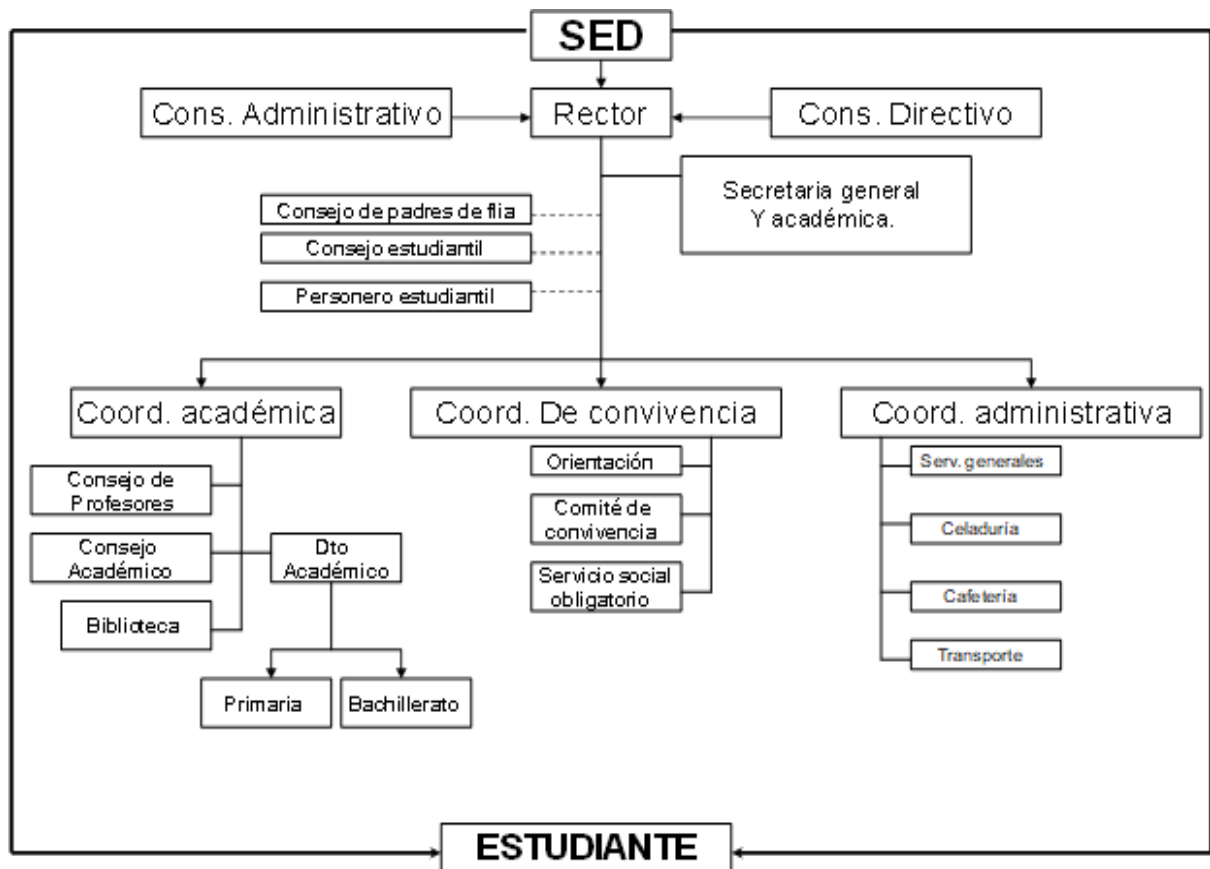 SED
Cons. Administrativo
Rector
Cons. Directivo
Secretaria general
Y académica.
Consejo de padres de flia
Consejo estudiantil
Personero estudiantil
Coord. académica
Coord. De convivencia
Coord. administrativa
Consejo de
Profesores
Consejo
Académico
Biblioteca
Dto
Académico
Primaria
Bachillerato
Orientación
Comité de
convivencia
Servicio social
obligatorio
Serv. generales
Celaduría
Cafetería
Transporte
ESTUDIANTE